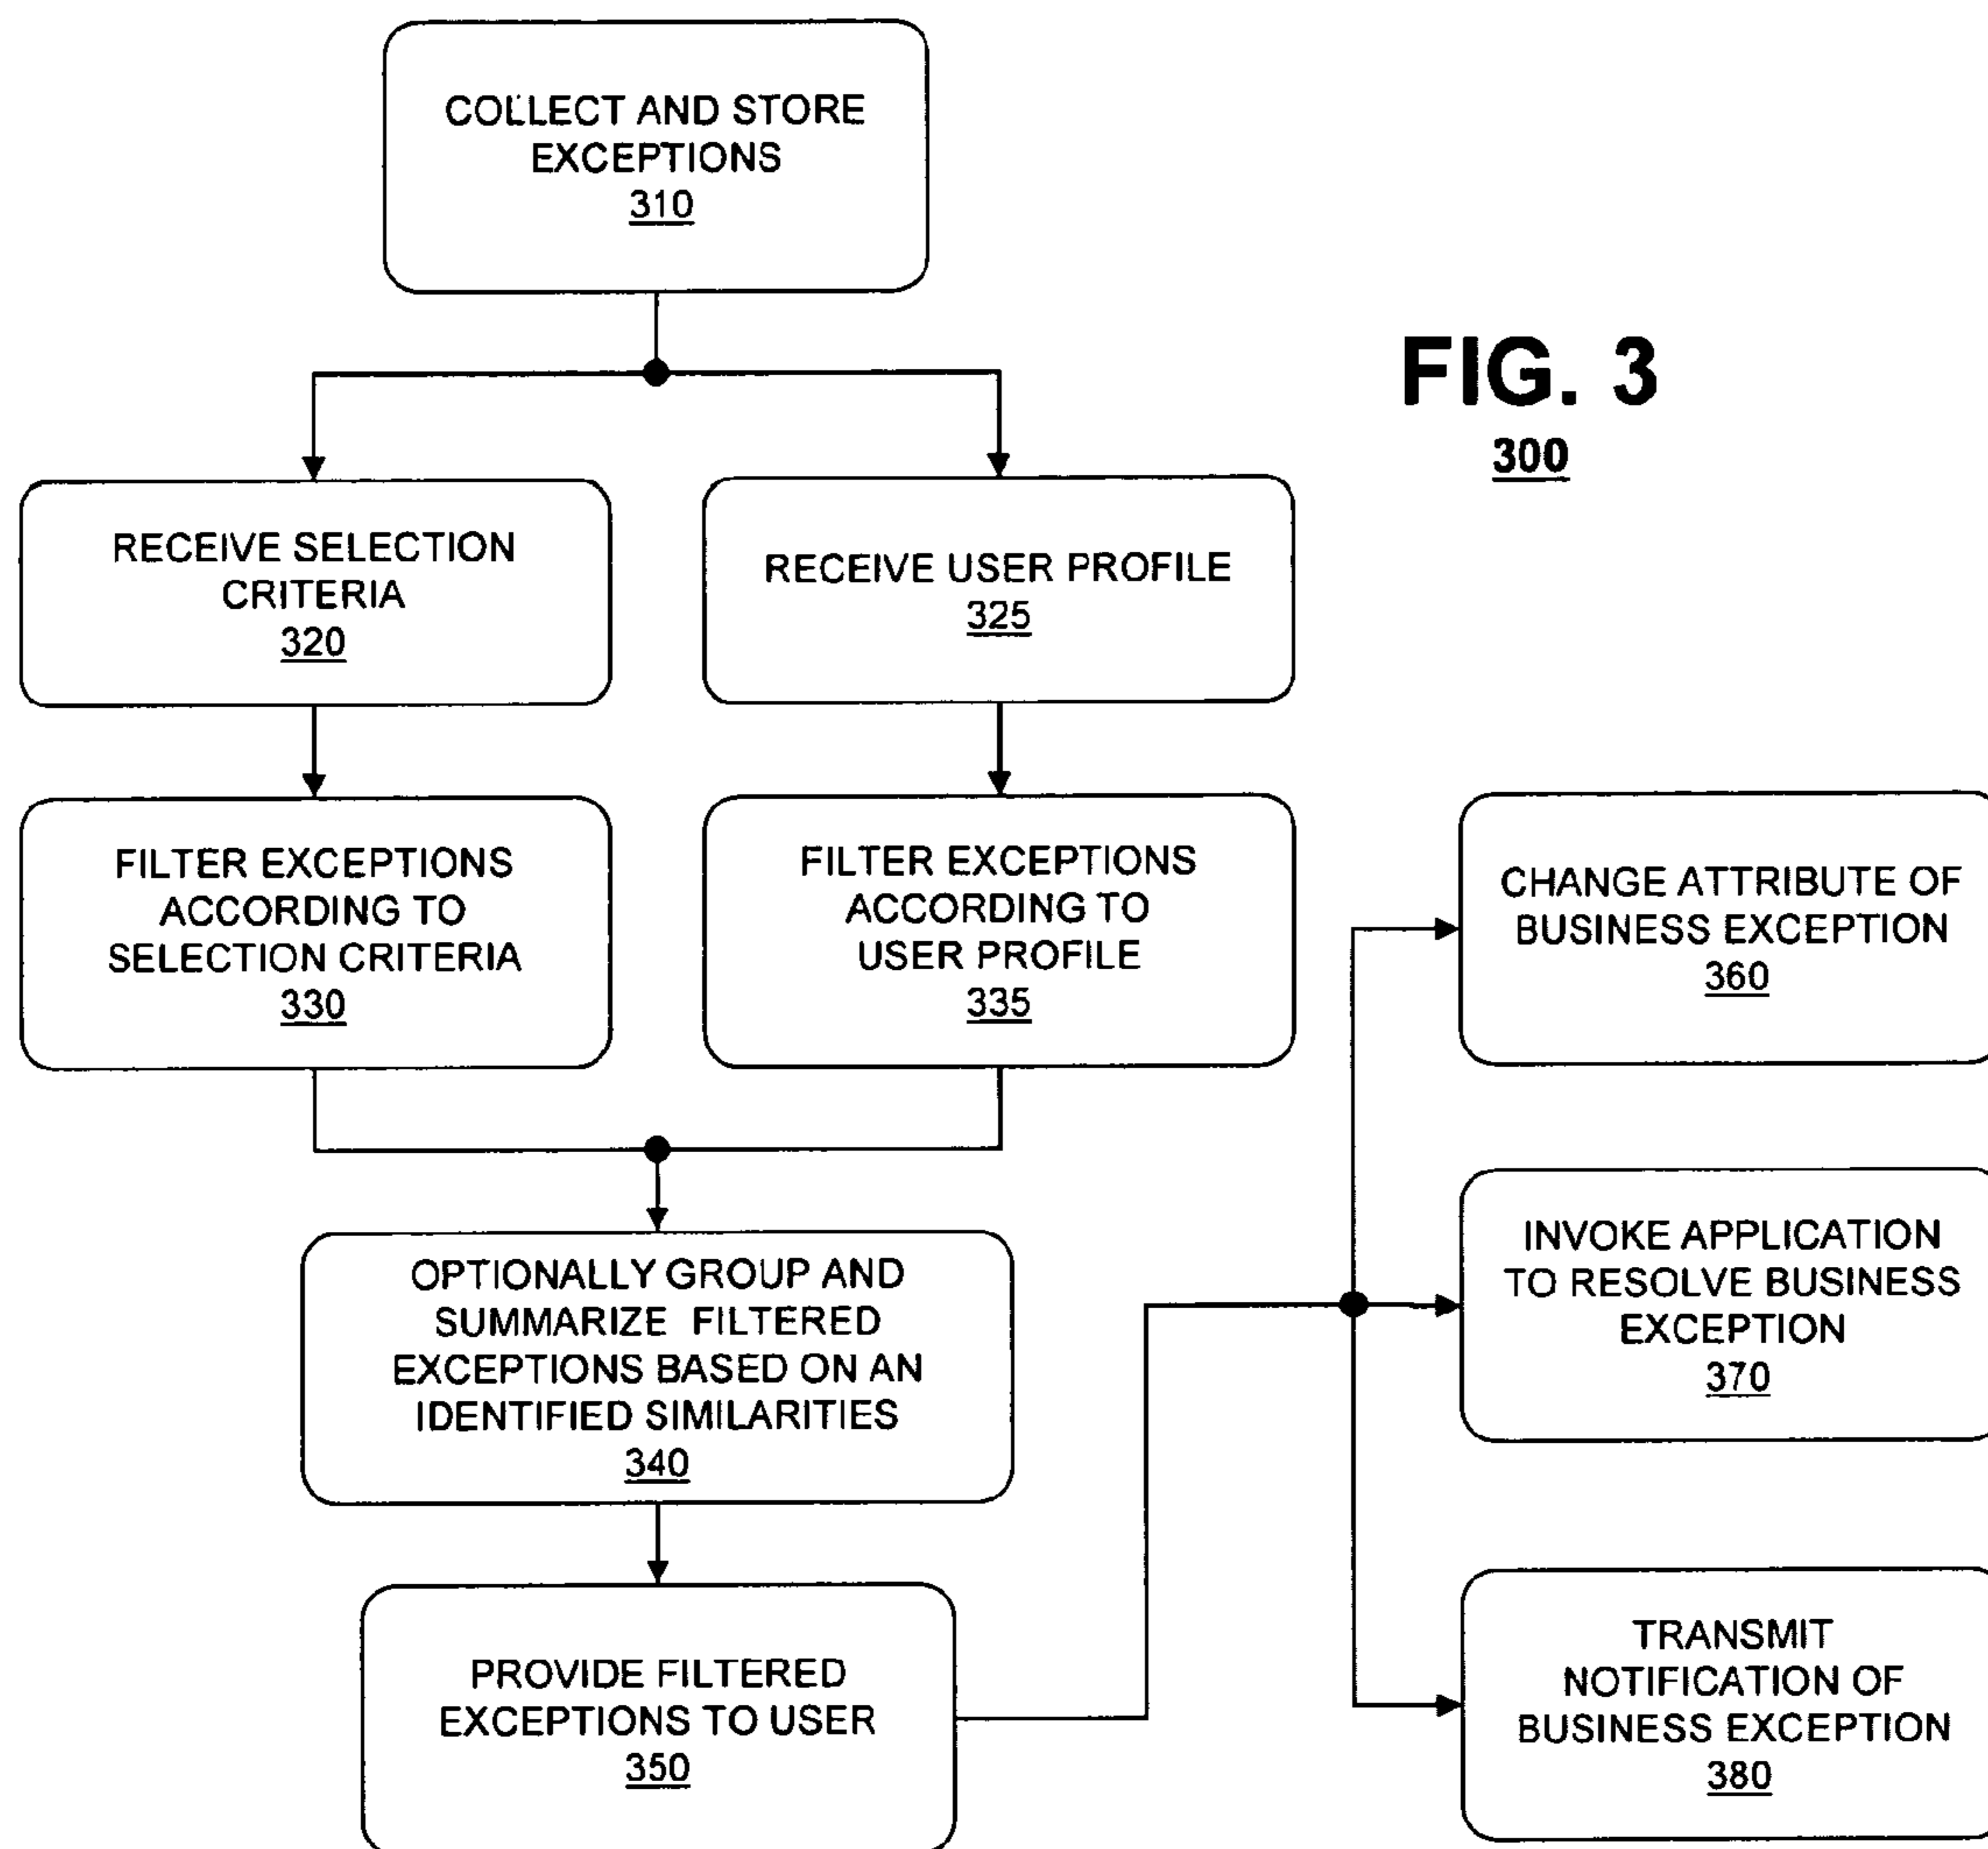 COLLECT AND STORE
EXCEPTIONS
310
FIG. 3
300
RECEIVE SELECTION
CRITERIA
320
RECEIVE USER PROFILE
325
FILTER EXCEPTIONS
ACCORDING TO
SELECTION CRITERIA
330
FILTER EXCEPTIONS
ACCORDING TO
USER PROFILE
335
OPTIONALLY GROUP AND
SUMMARIZE FILTERED
EXCEPTIONS BASED ON AN
IDENTIFIED SIMILARITIES
340
PROVIDE FILTERED
EXCEPTIONS TO USER
350
CHANGE ATTRIBUTE OF
BUSINESS EXCEPTION
360
INVOKE APPLICATION
TO RESOLVE BUSINESS
EXCEPTION
370
TRANSMIT
NOTIFICATION OF
BUSINESS EXCEPTION
380